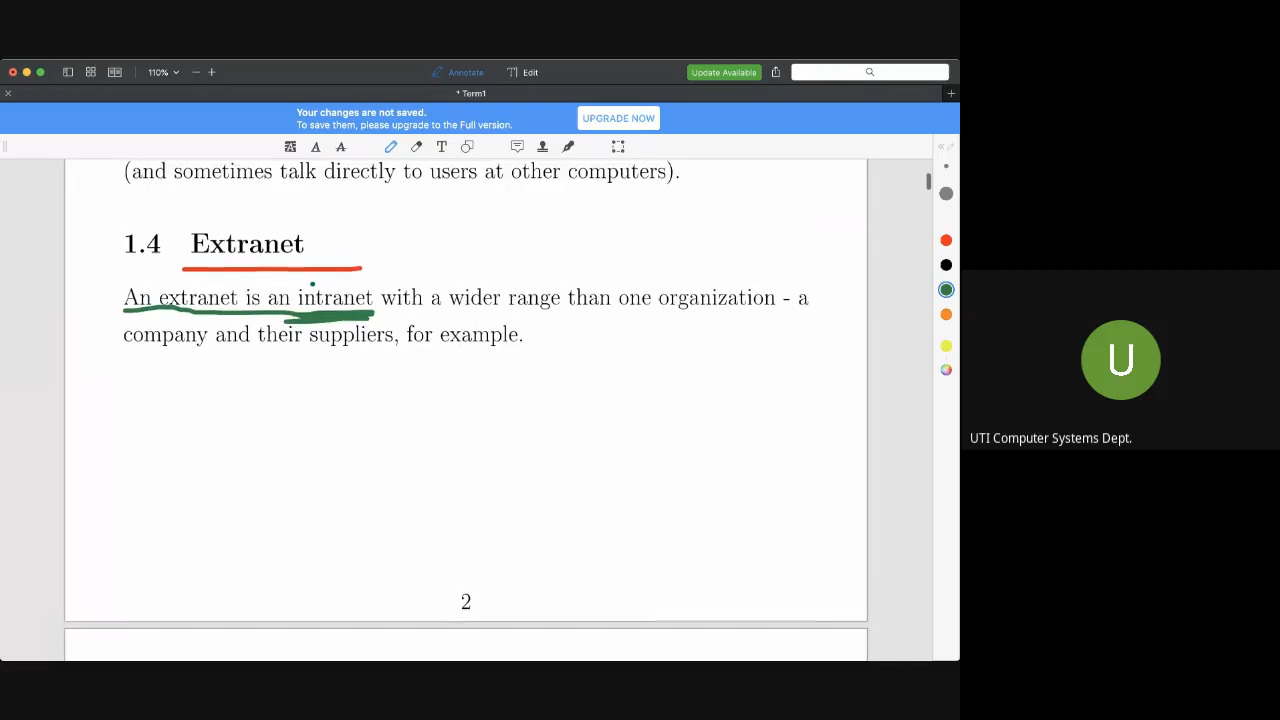 110%
Annotate
Edit
Update Available
* Term1
Your changes are not saved.
To save them, please upgrade to the Full version.
UPGRADE NOW
(and sometimes talk directly to users at other computers).
1.4 Extranet
An extranet is an intranet with a wider range than one organization - a
company and their suppliers, for example.
2
U
UTI Computer Systems Dept.